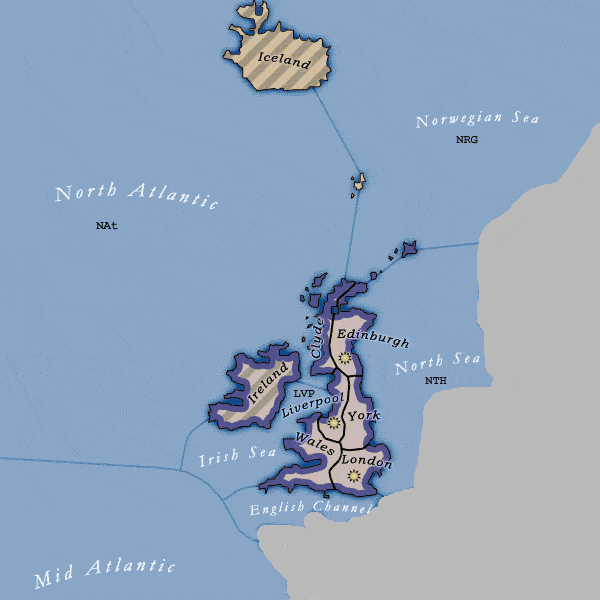 Iceland
Norwegian Sea
NRG
North Atlantic
NAt
Clyde
Edinburgh
North Sea
NTH
Ireland
LVP
Liverpool
York
Wales
London
Irish Sea
English Channel
Mid Atlantic